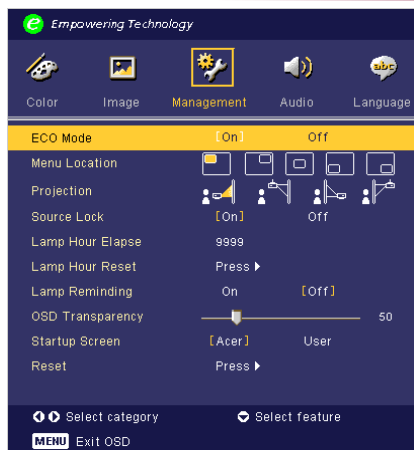 e Empowering Technology
Color Image Management Audio Language
ECO Mode [On] Off
Menu Location
Projection
Source Lock [On] Off
Lamp Hour Elapse 9999
Lamp Hour Reset Press
Lamp Reminding On [Off]
OSD Transparency 50
Startup Screen [Acer] User
Reset Press
Select category Select feature
MENU Exit OSD